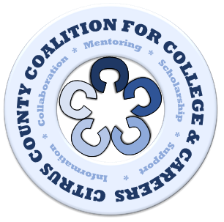 CITRUS COUNTY COALITION FOR COLLEGE & CAREERS
Information * Collaboration * Mentoring * Scholarship * Support *